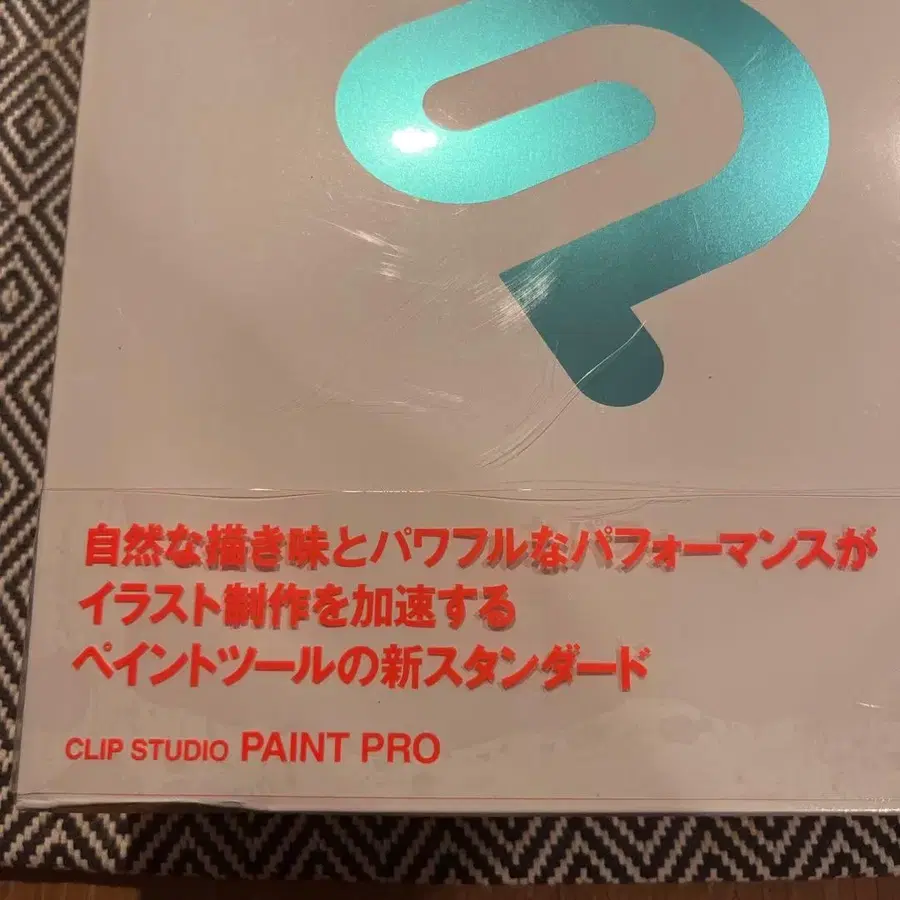 自然な描き味とパワフルなパフォーマンスが
イラスト制作を加速する
ペイントツールの新スタンダード
CLIP STUDIO PAINT PRO